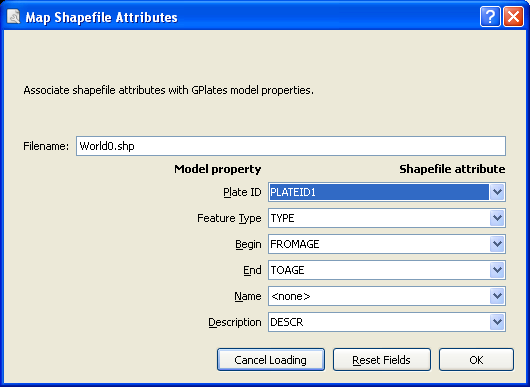 Map Shapefile Attributes
Associate shapefile attributes with GPlates model properties.
Filename: World0.shp
Model property Shapefile attribute
Plate ID PLATEID1
Feature Type TYPE
Begin FROMAGE
End TOAGE
Name <none>
Description DESCR
Cancel Loading Reset Fields OK